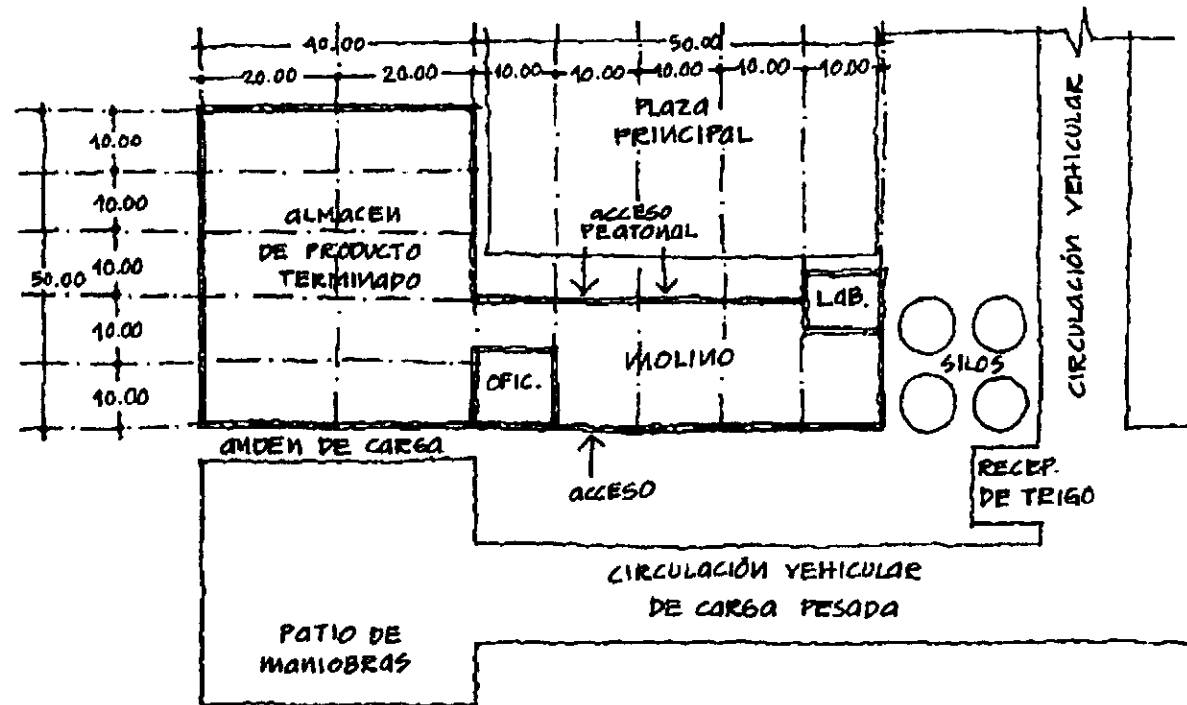 40.00
50.00
20.00
20.00
10.00
10.00
10.00
10.00
10.00
PLAZA
PRINCIPAL
CIRCULACIÓN VEHICULAR
10.00
10.00
10.00
10.00
10.00
50.00
ALMACEN
DE PRODUCTO
TERMINADO
ACCESO
PEATONAL
LAB.
MOLINO
OFIC.
SILOS
ANDEN DE CARGA
ACCESO
RECEP.
DE TRIGO
CIRCULACIÓN VEHICULAR
DE CARGA PESADA
PATIO DE
MANIOBRAS